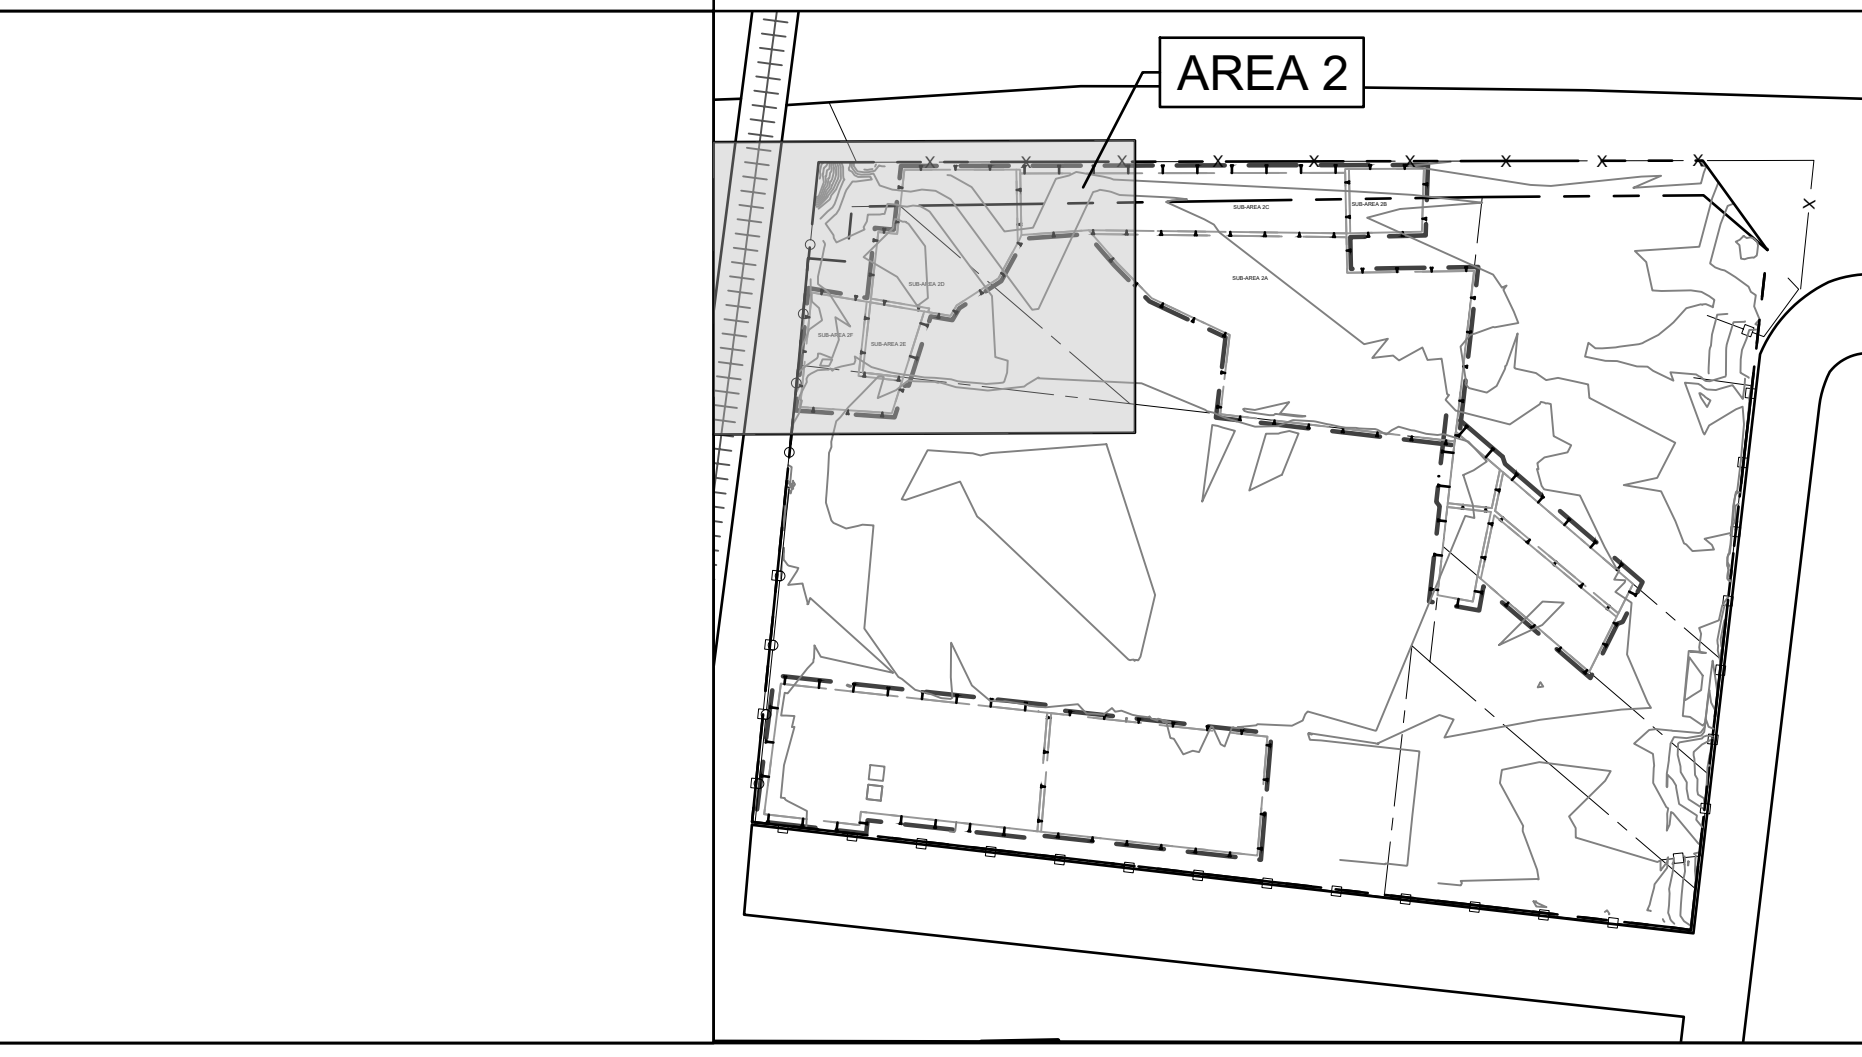 AREA 2
SUB-AREA 2C
SUB-AREA 2B
SUB-AREA 2A
SUB-AREA 2D
SUB-AREA 2F
SUB-AREA 2E
X X X X X X X X X
X